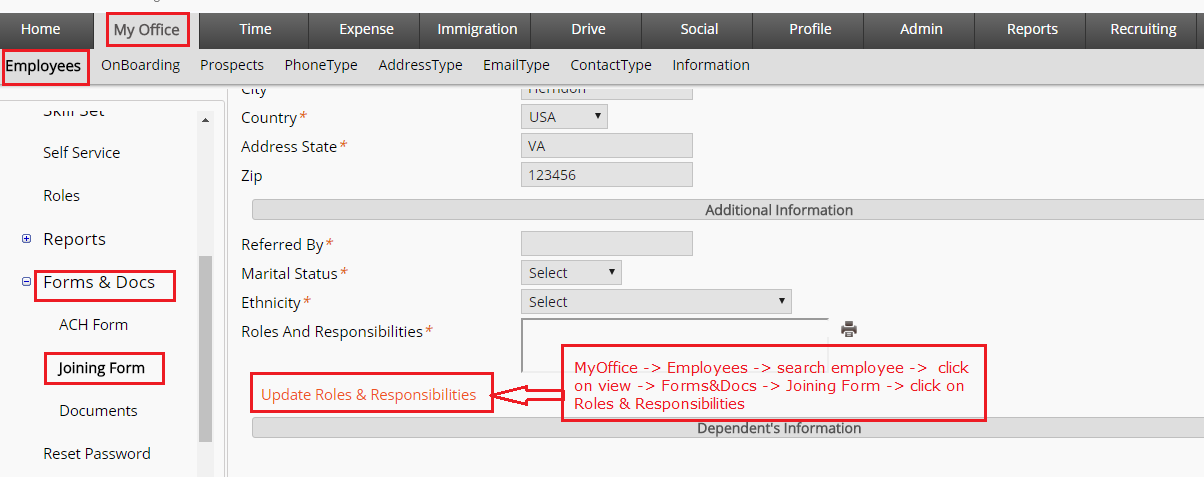 Home My Office Time Expense Immigration Drive Social Profile Admin Reports Recruiting
Employees OnBoarding Prospects PhoneType AddressType EmailType ContactType Information
Skill Set
Self Service
Roles
Reports
Forms & Docs
ACH Form
Joining Form
Documents
Reset Password
City Herndon
Country* USA
Address State* VA
Zip 123456
Additional Information
Referred By*
Marital Status* Select
Ethnicity* Select
Roles And Responsibilities*
Update Roles & Responsibilities
MyOffice -> Employees -> search employee -> click
on view -> Forms&Docs -> Joining Form -> click on
Roles & Responsibilities
Dependent's Information